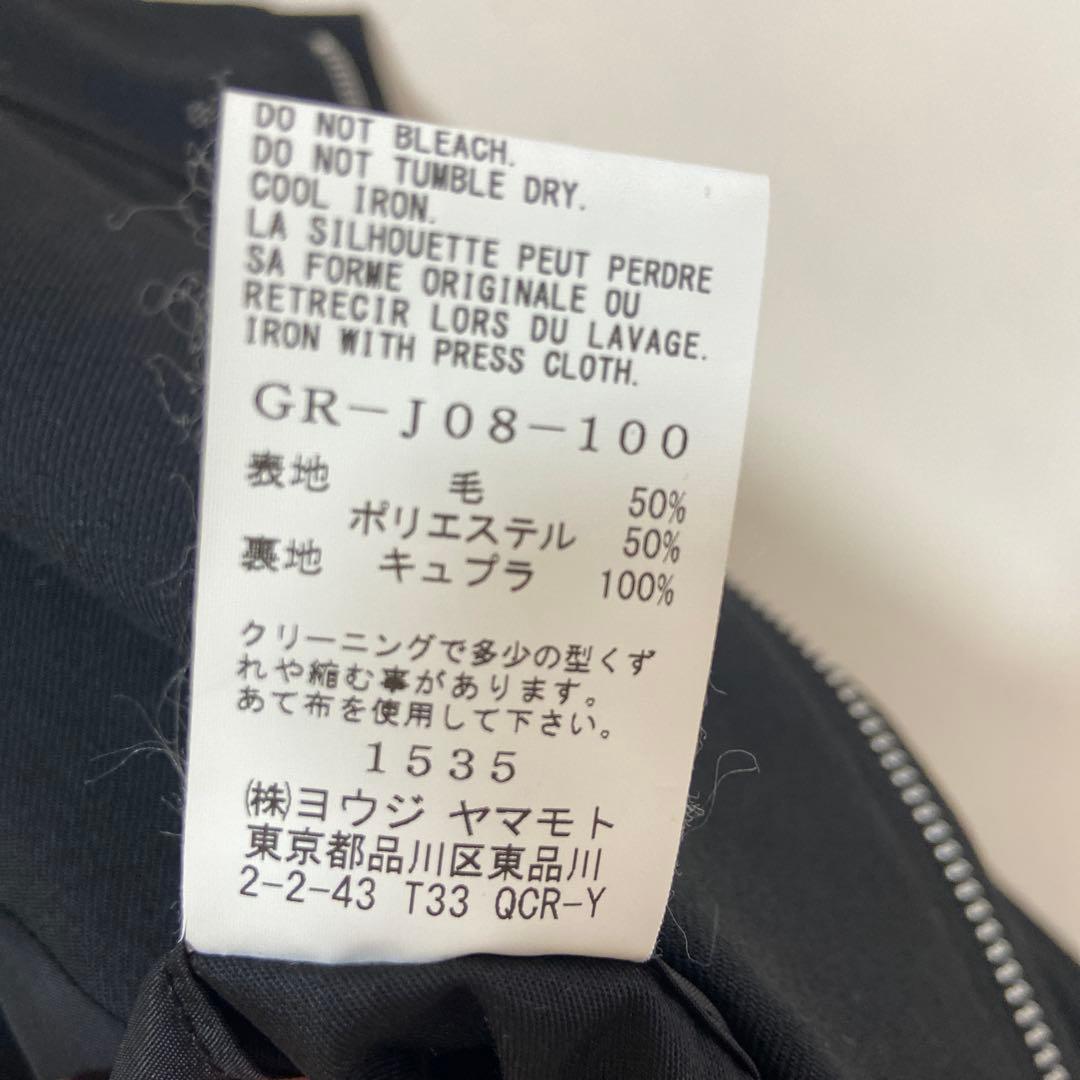 DO NOT BLEACH.
DO NOT TUMBLE DRY.
COOL IRON.
LA SILHOUETTE PEUT PERDRE
SA FORME ORIGINALE OU
RETRECIR LORS DU LAVAGE.
IRON WITH PRESS CLOTH.
GR-J08-100
表地 毛 50%
ポリエステル 50%
裏地 キュプラ 100%
クリーニングで多少の型くず
れや縮む事があります。
あて布を使用して下さい。
1535
㈱ヨウジ ヤマモト
東京都品川区東品川
2-2-43 T33 QCR-Y